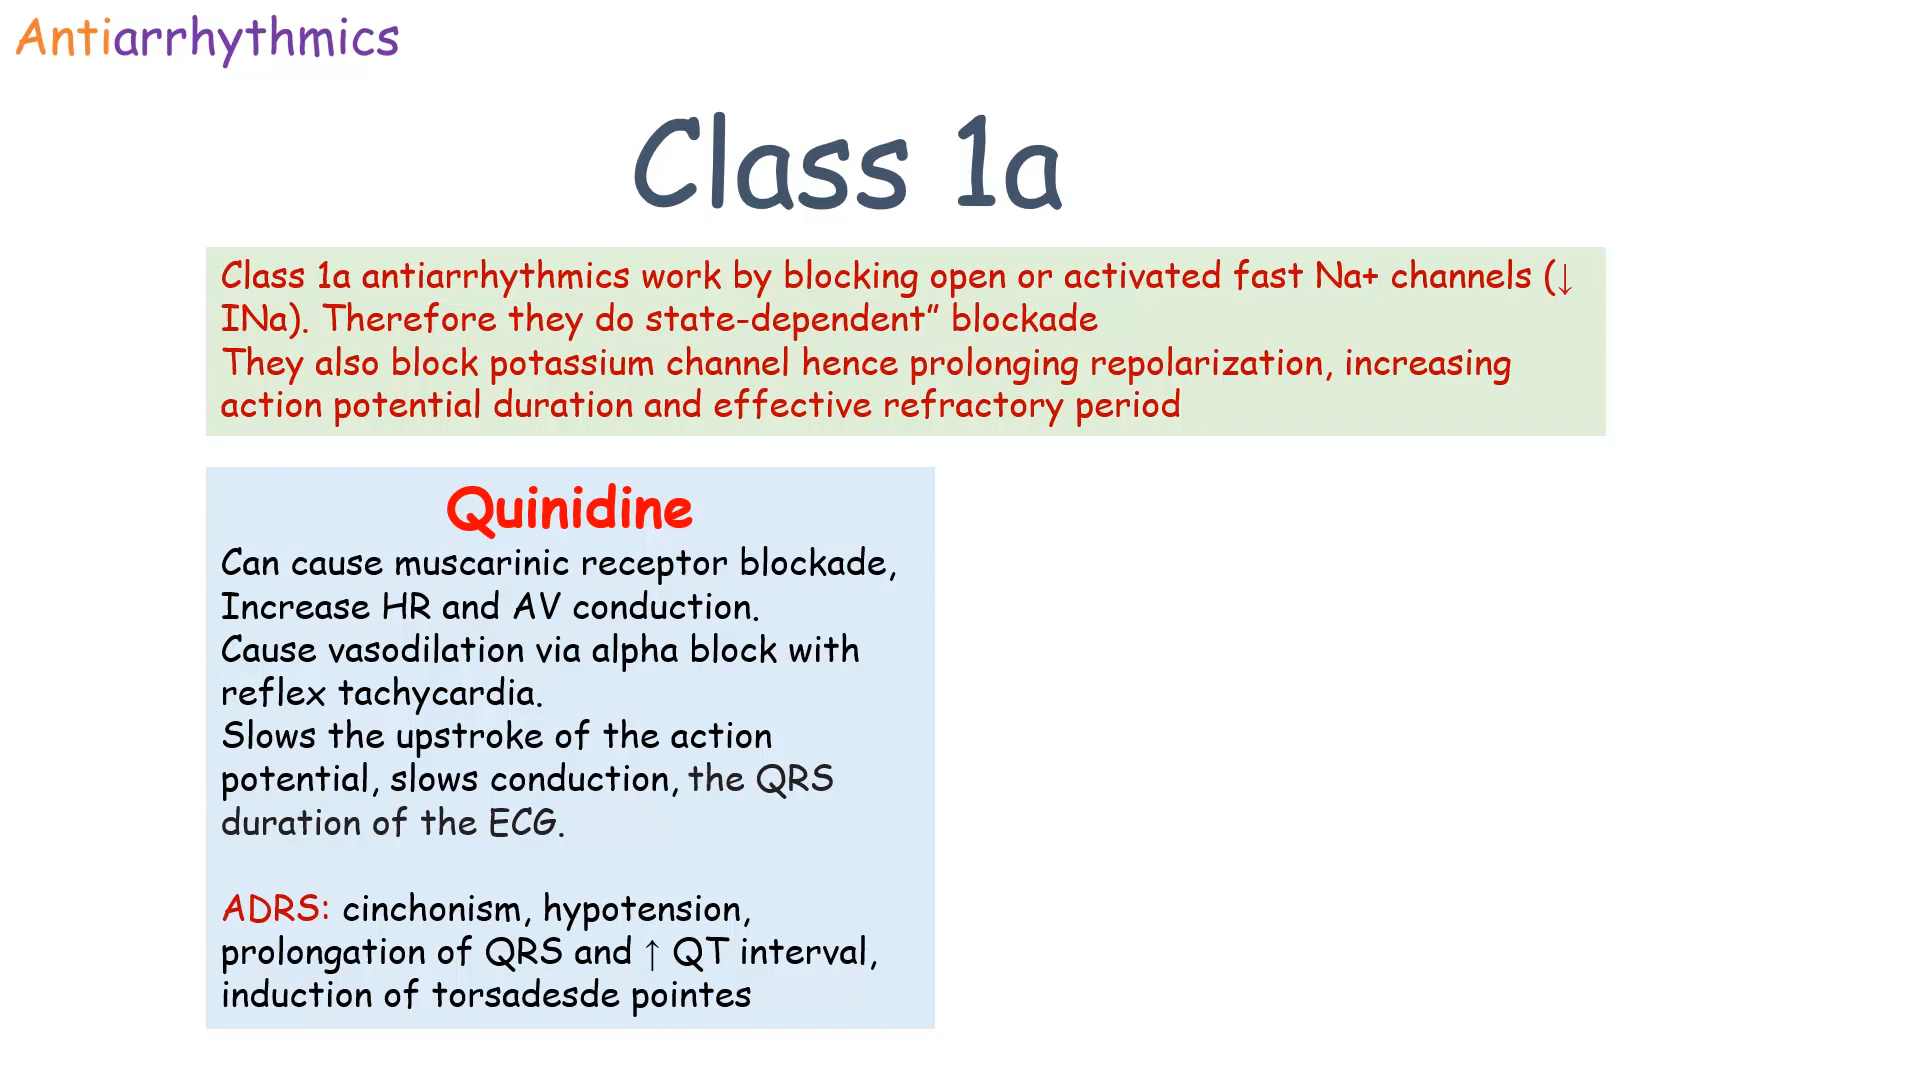 Antiarrhythmics
Class 1a
Class 1a antiarrhythmics work by blocking open or activated fast Na+ channels (↓
INa). Therefore they do state-dependent” blockade
They also block potassium channel hence prolonging repolarization, increasing
action potential duration and effective refractory period
Quinidine
Can cause muscarinic receptor blockade,
Increase HR and AV conduction.
Cause vasodilation via alpha block with
reflex tachycardia.
Slows the upstroke of the action
potential, slows conduction, the QRS
duration of the ECG.
ADRS: cinchonism, hypotension,
prolongation of QRS and ↑ QT interval,
induction of torsadesde pointes